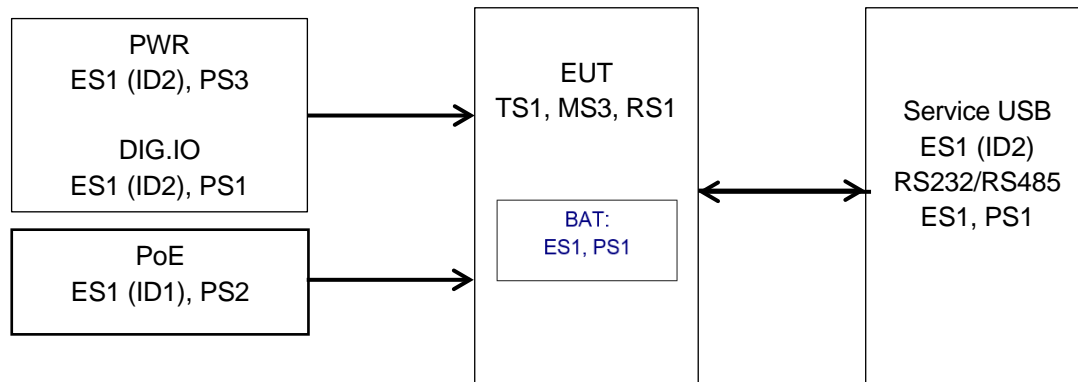 PWR
ES1 (ID2), PS3
DIG.IO
ES1 (ID2), PS1
PoE
ES1 (ID1), PS2
EUT
TS1, MS3, RS1
BAT:
ES1, PS1
Service USB
ES1 (ID2)
RS232/RS485
ES1, PS1